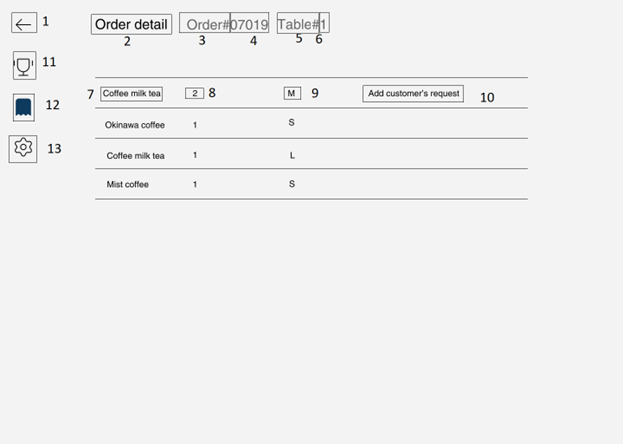 1
Order detail Order#07019 Table#1
2 3 4 5 6
11
7 Coffee milk tea 2 8 M 9 Add customer's request 10
12
Okinawa coffee 1 S
13
Coffee milk tea 1 L
Mist coffee 1 S